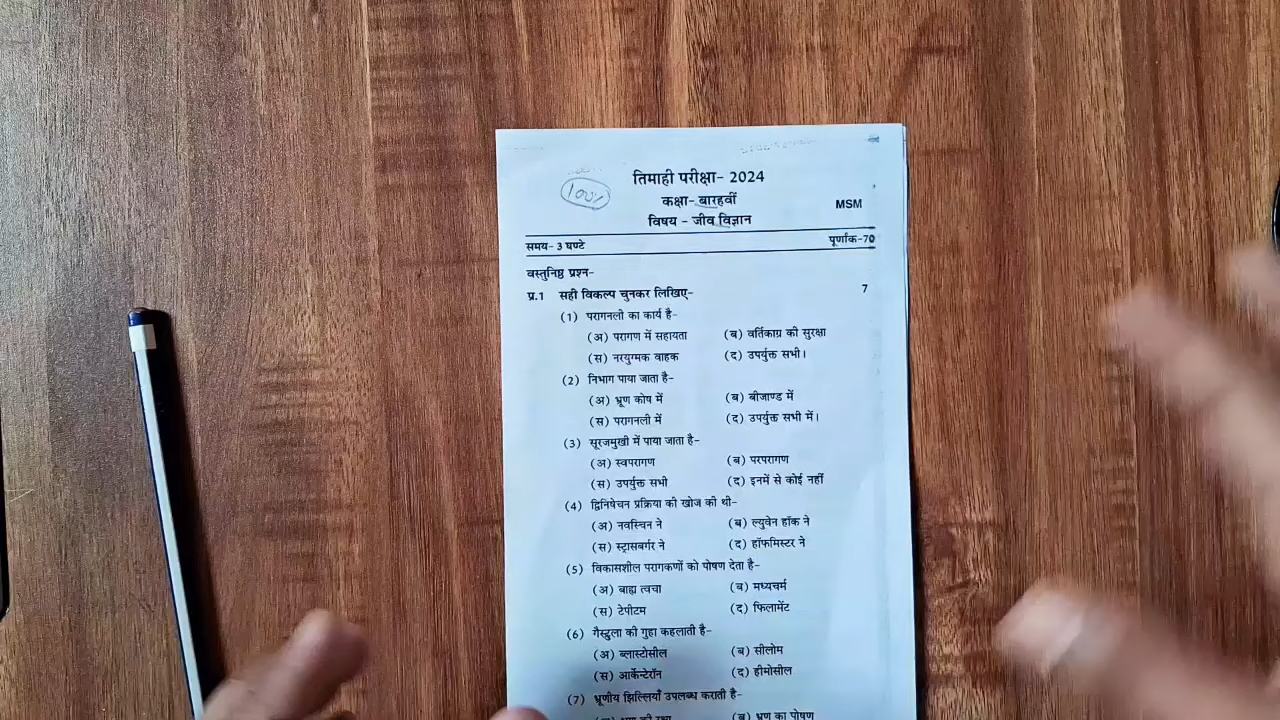 तिमाही परीक्षा- 2024
100%
कक्षा- बारहवीं
MSM
विषय - जीव विज्ञान
समय- 3 घण्टे पूर्णांक-70
वस्तुनिष्ठ प्रश्न-
प्र.1 सही विकल्प चुनकर लिखिए- 7
(1) परागनली का कार्य है-
(अ) परागण में सहायता (ब) वर्तिकाग्र की सुरक्षा
(स) नरयुग्मक वाहक (द) उपर्युक्त सभी।
(2) निभाग पाया जाता है-
(अ) भ्रूण कोष में (ब) बीजाण्ड में
(स) परागनली में (द) उपर्युक्त सभी में।
(3) सूरजमुखी में पाया जाता है-
(अ) स्वपरागण (ब) परपरागण
(स) उपर्युक्त सभी (द) इनमें से कोई नहीं
(4) द्विनिषेचन प्रक्रिया की खोज की थी-
(अ) नवस्चिन ने (ब) ल्युवेन हॉक ने
(स) स्ट्रासबर्गर ने (द) हॉफमिस्टर ने
(5) विकासशील परागकणों को पोषण देता है-
(अ) बाह्य त्वचा (ब) मध्यचर्म
(स) टेपीटम (द) फिलामेंट
(6) गैस्ट्रुला की गुहा कहलाती है-
(अ) ब्लास्टोसील (ब) सीलोम
(स) आर्केन्टेरॉन (द) हीमोसील
(7) भ्रूणीय झिल्लियाँ उपलब्ध कराती है-
(ब) भ्रूण का पोषण